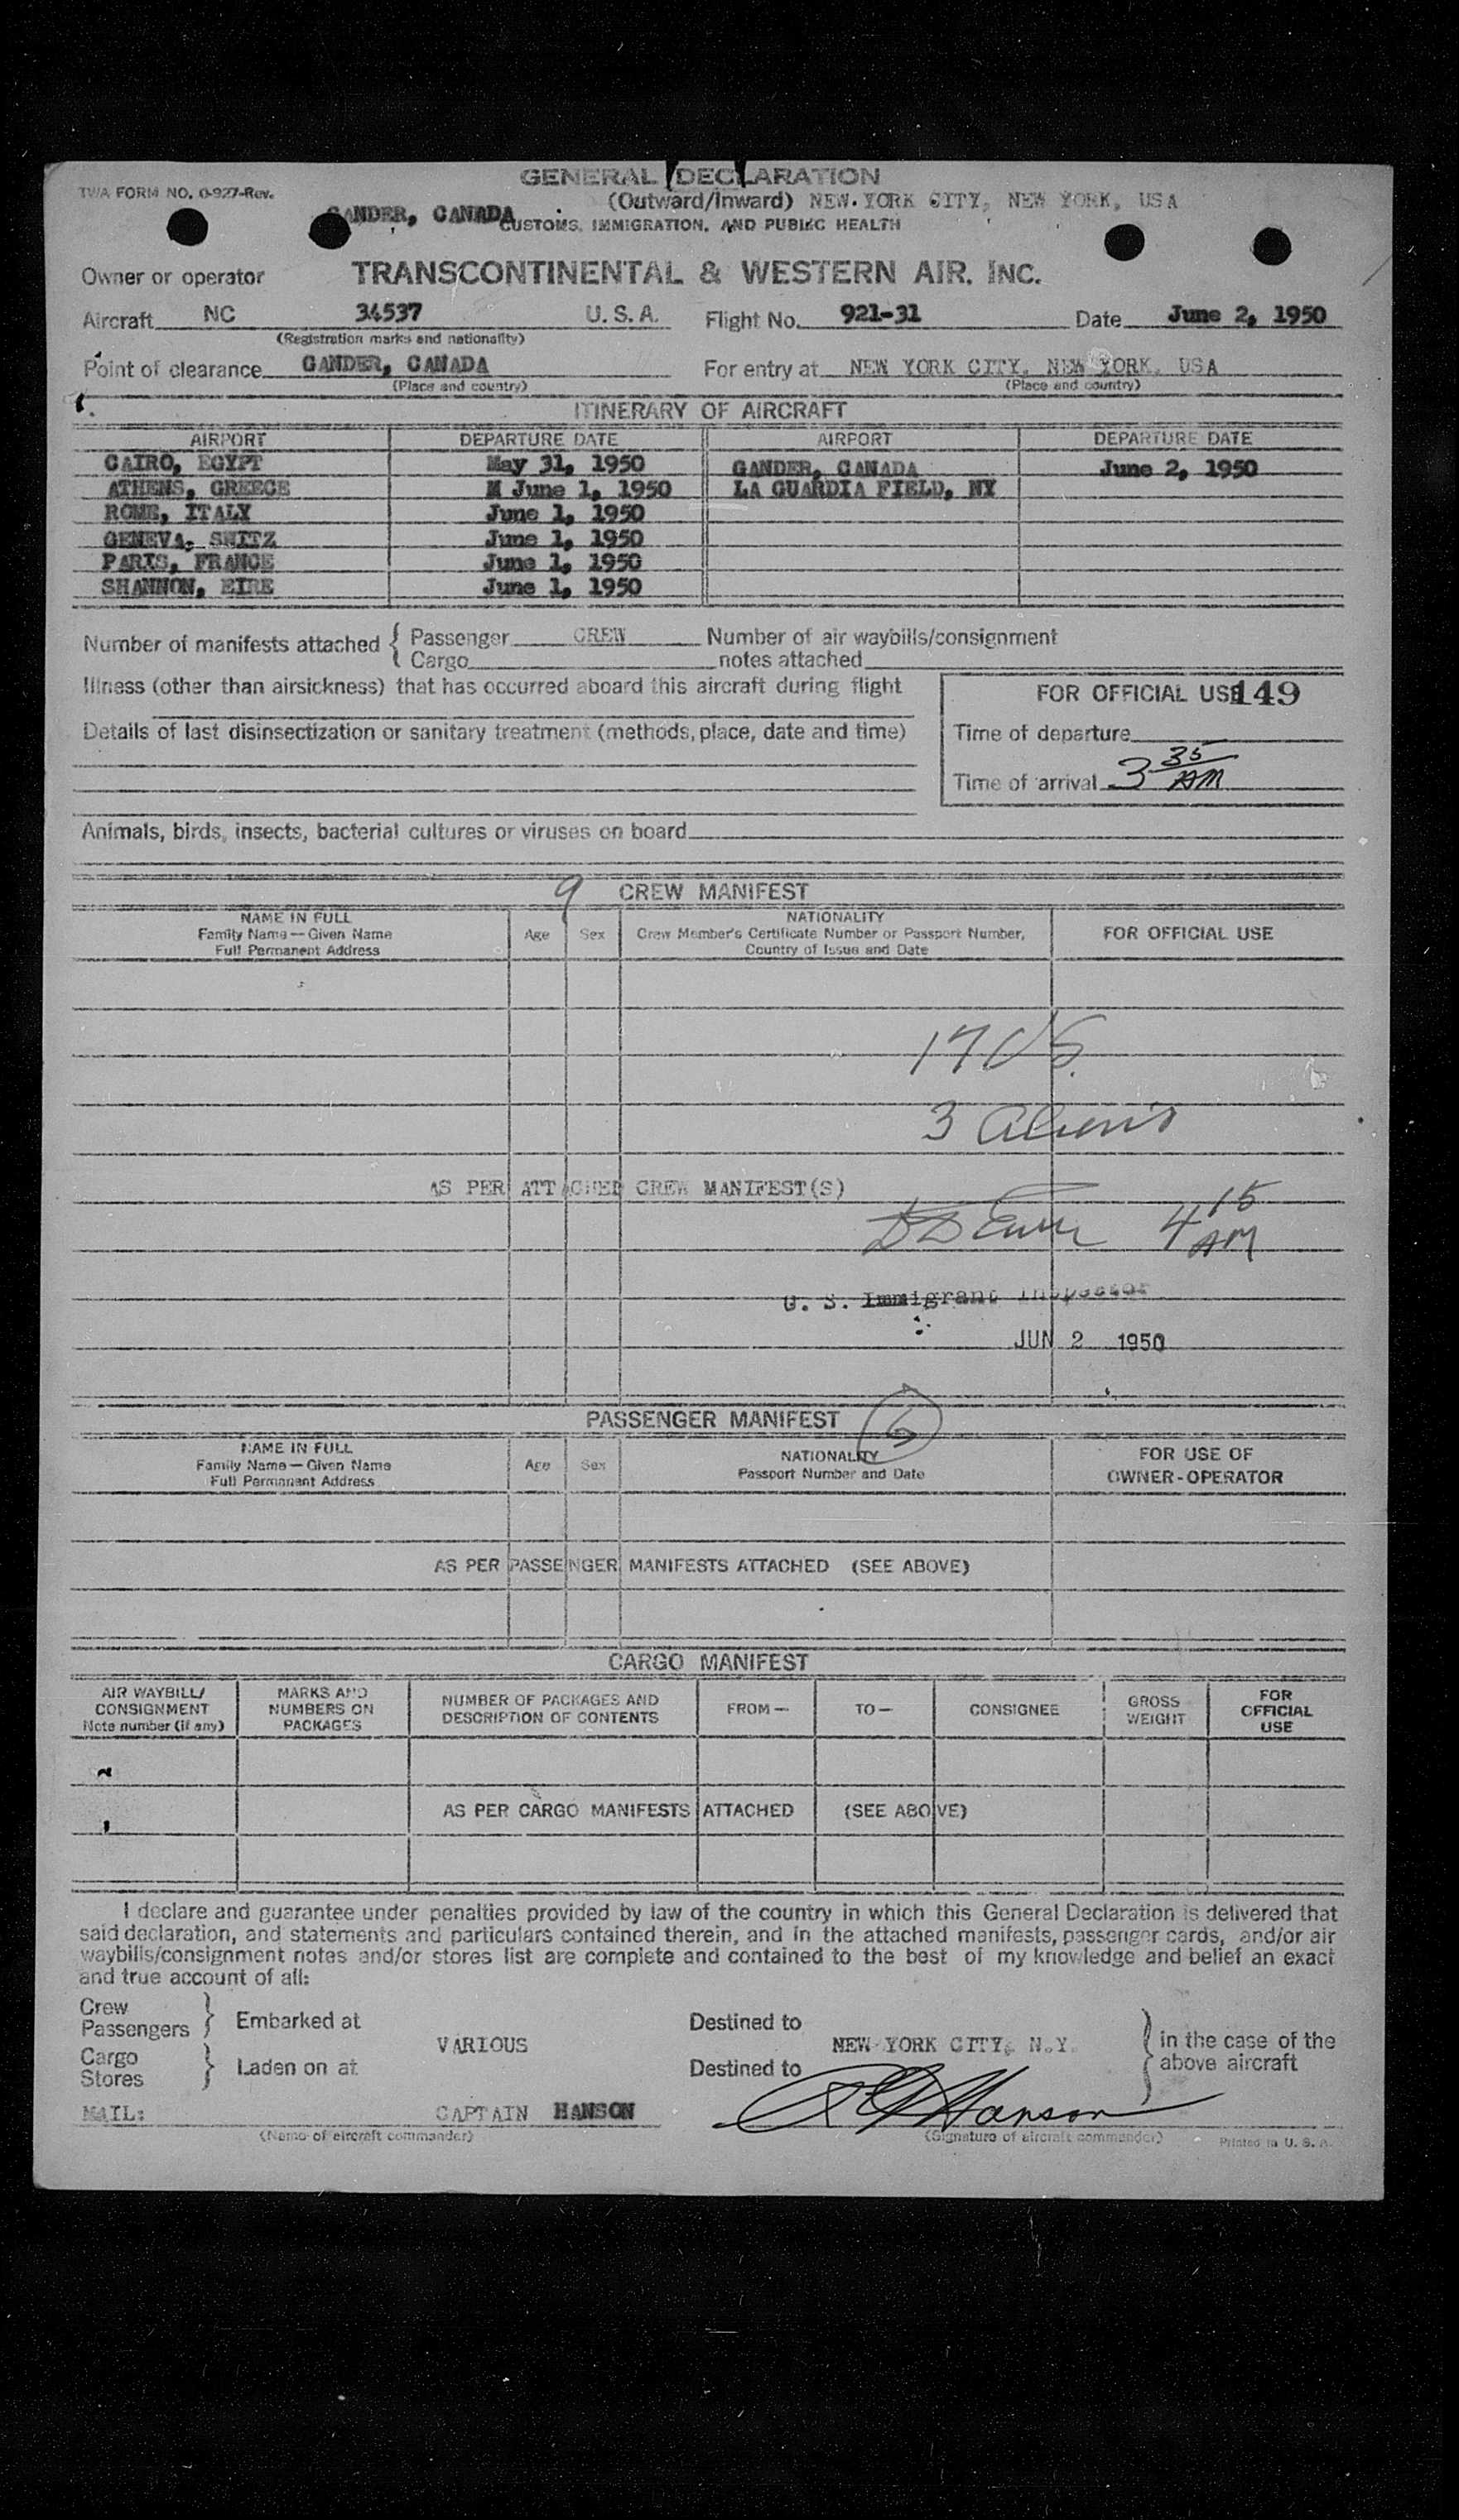 GENERAL DECLARATION
TWA FORM NO. 0-927-Rev.
(Outward/Inward) NEW YORK CITY, NEW YORK, USA
GANDER, CANADA
CUSTOMS, IMMIGRATION, AND PUBLIC HEALTH
Owner or operator TRANSCONTINENTAL & WESTERN AIR, INC.
Aircraft NC 34537 U. S. A. Flight No. 921-31 Date June 2, 1950
(Registration marks and nationality)
Point of clearance GANDER, CANADA For entry at NEW YORK CITY, NEW YORK, USA
(Place and country) (Place and country)
ITINERARY OF AIRCRAFT
AIRPORT DEPARTURE DATE AIRPORT DEPARTURE DATE
CAIRO, EGYPT May 31, 1950 GANDER, CANADA June 2, 1950
ATHENS, GREECE M June 1, 1950 LA GUARDIA FIELD, NY
ROME, ITALY June 1, 1950
GENEVA, SWITZ June 1, 1950
PARIS, FRANCE June 1, 1950
SHANNON, EIRE June 1, 1950
Number of manifests attached { Passenger CREW Number of air waybills/consignment
Cargo notes attached
Illness (other than airsickness) that has occurred aboard this aircraft during flight
FOR OFFICIAL USE 149
Details of last disinsectization or sanitary treatment (methods, place, date and time)
Time of departure
Time of arrival 3 35 AM
Animals, birds, insects, bacterial cultures or viruses on board
9 CREW MANIFEST
NAME IN FULL
Family Name — Given Name
Full Permanent Address
Age Sex
NATIONALITY
Crew Member's Certificate Number or Passport Number,
Country of Issue and Date
FOR OFFICIAL USE
17 US.
3 Aliens
AS PER ATTACHED CREW MANIFEST(S)
4 15 AM
U. S. Immigrant Inspector
JUN 2 1950
PASSENGER MANIFEST
NAME IN FULL
Family Name — Given Name
Full Permanent Address
Age Sex
NATIONALITY
Passport Number and Date
FOR USE OF
OWNER-OPERATOR
AS PER PASSENGER MANIFESTS ATTACHED (SEE ABOVE)
CARGO MANIFEST
AIR WAYBILL/
CONSIGNMENT
Note number (if any)
MARKS AND
NUMBERS ON
PACKAGES
NUMBER OF PACKAGES AND
DESCRIPTION OF CONTENTS
FROM —
TO —
CONSIGNEE
GROSS
WEIGHT
FOR
OFFICIAL
USE
AS PER CARGO MANIFESTS ATTACHED (SEE ABOVE)
I declare and guarantee under penalties provided by law of the country in which this General Declaration is delivered that
said declaration, and statements and particulars contained therein, and in the attached manifests, passenger cards, and/or air
waybills/consignment notes and/or stores list are complete and contained to the best of my knowledge and belief an exact
and true account of all:
Crew
Passengers } Embarked at
Destined to
VARIOUS NEW YORK CITY, N.Y. } in the case of the
above aircraft
Cargo
Stores } Laden on at
Destined to
MAIL: CAPTAIN HANSON Hanson
(Name of aircraft commander) (Signature of aircraft commander) Printed in U. S. A.